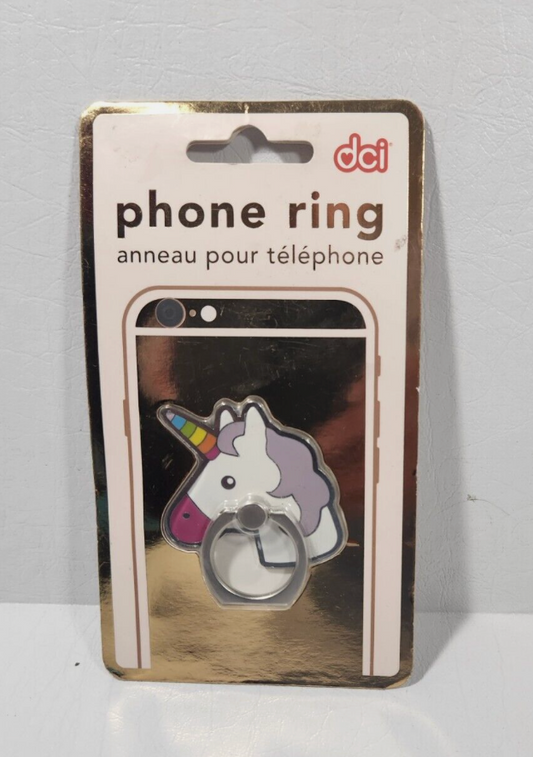 dci
phone ring
anneau pour téléphone